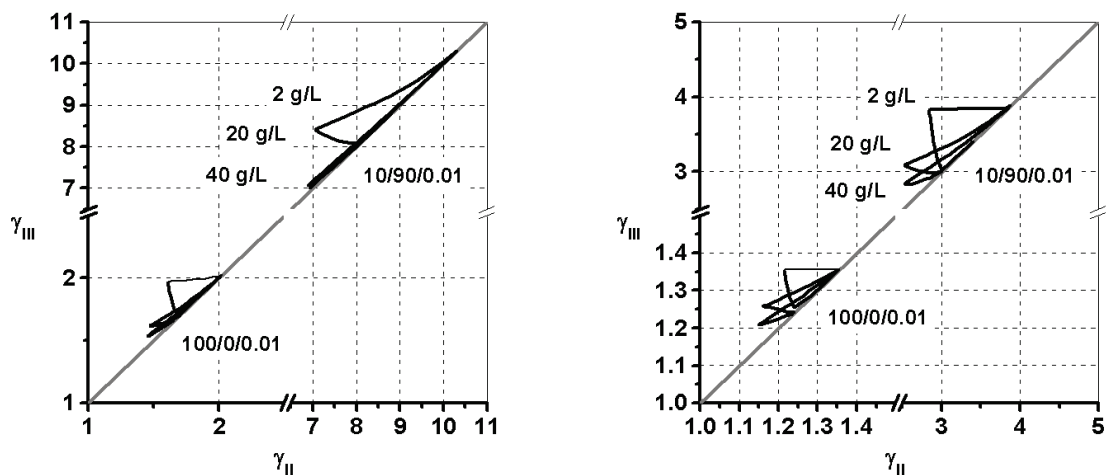 11
10
9
8
7
2
1
γIII
2 g/L
20 g/L
40 g/L
10/90/0.01
100/0/0.01
1 2 7 8 9 10 11
γII
5
4
3
1.4
1.3
1.2
1.1
1.0
γIII
2 g/L
20 g/L
40 g/L
10/90/0.01
100/0/0.01
1.0 1.1 1.2 1.3 1.4 3 4 5
γII